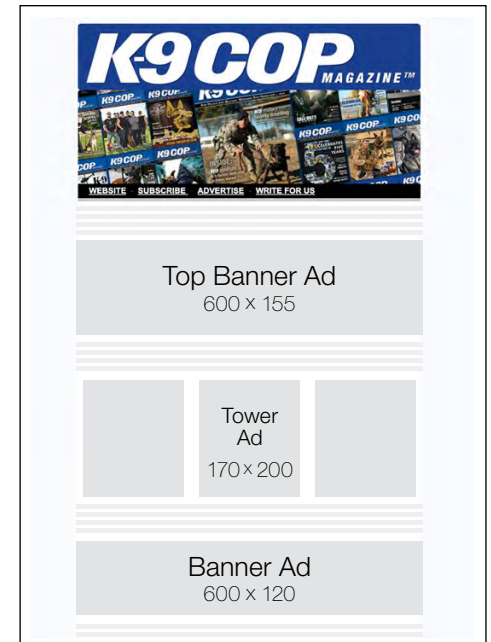 K-9 COP
MAGAZINE™
WEBSITE SUBSCRIBE ADVERTISE WRITE FOR US
Top Banner Ad
600 x 155
Tower
Ad
170 x 200
Banner Ad
600 x 120